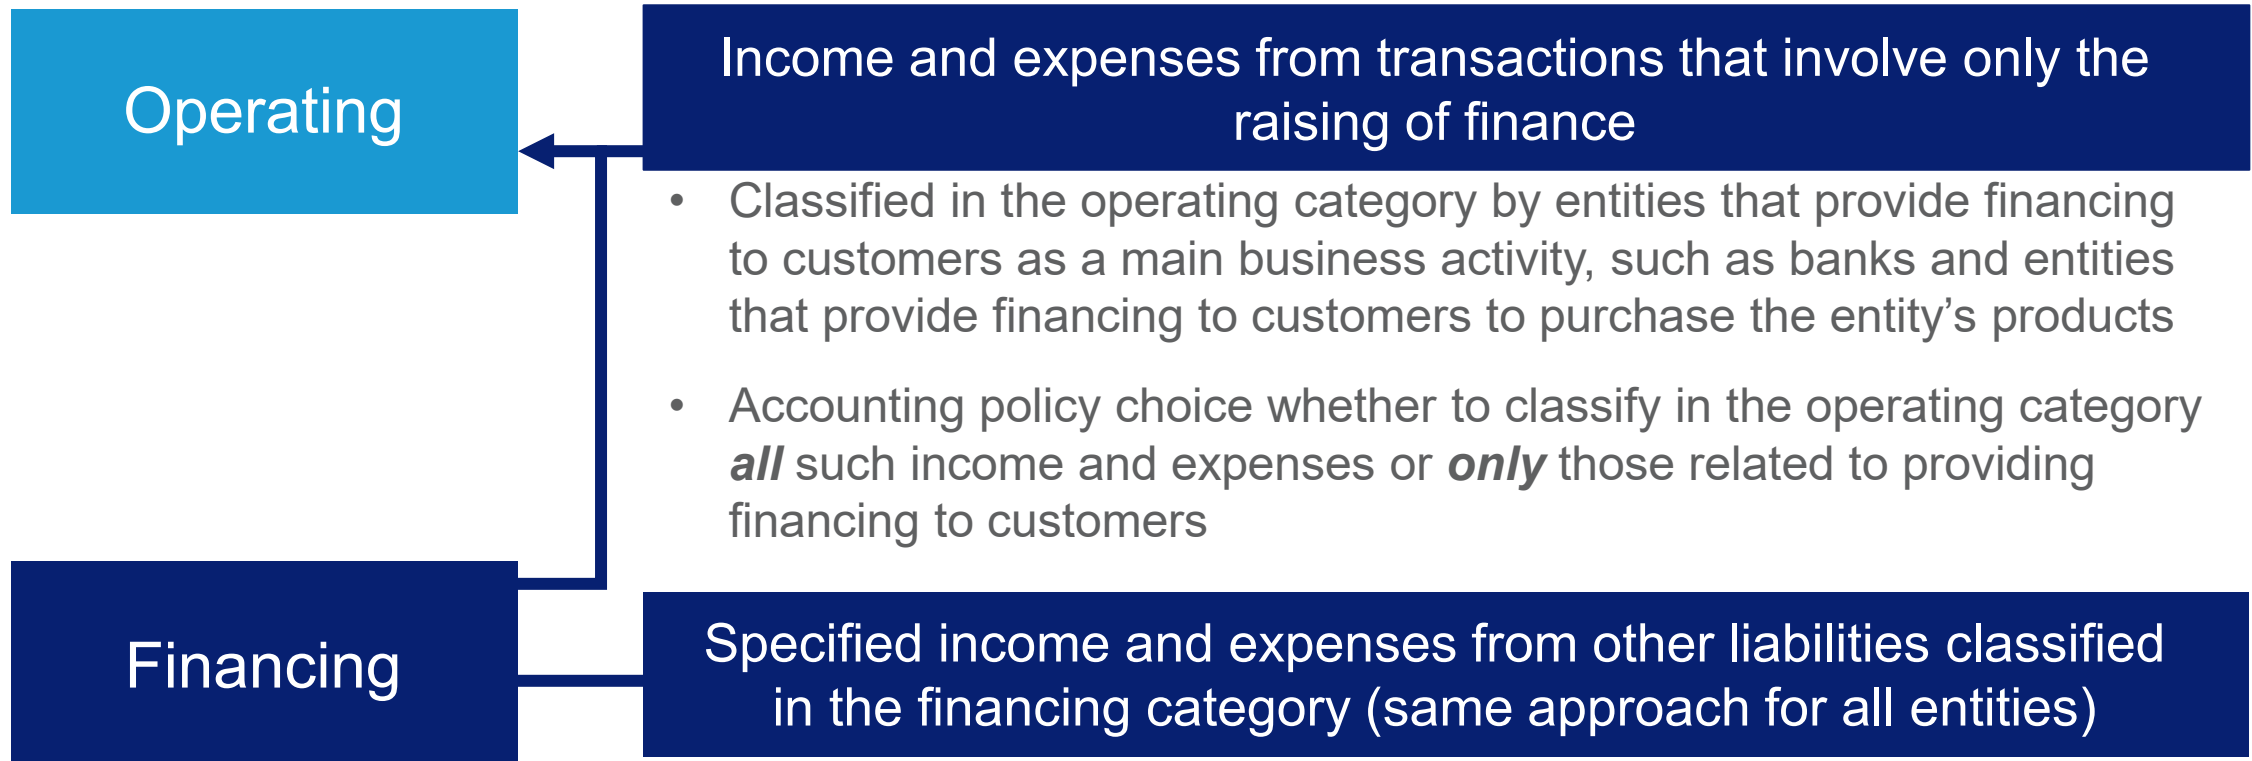 Operating
Income and expenses from transactions that involve only the
raising of finance
• Classified in the operating category by entities that provide financing
to customers as a main business activity, such as banks and entities
that provide financing to customers to purchase the entity’s products
• Accounting policy choice whether to classify in the operating category
all such income and expenses or only those related to providing
financing to customers
Financing
Specified income and expenses from other liabilities classified
in the financing category (same approach for all entities)